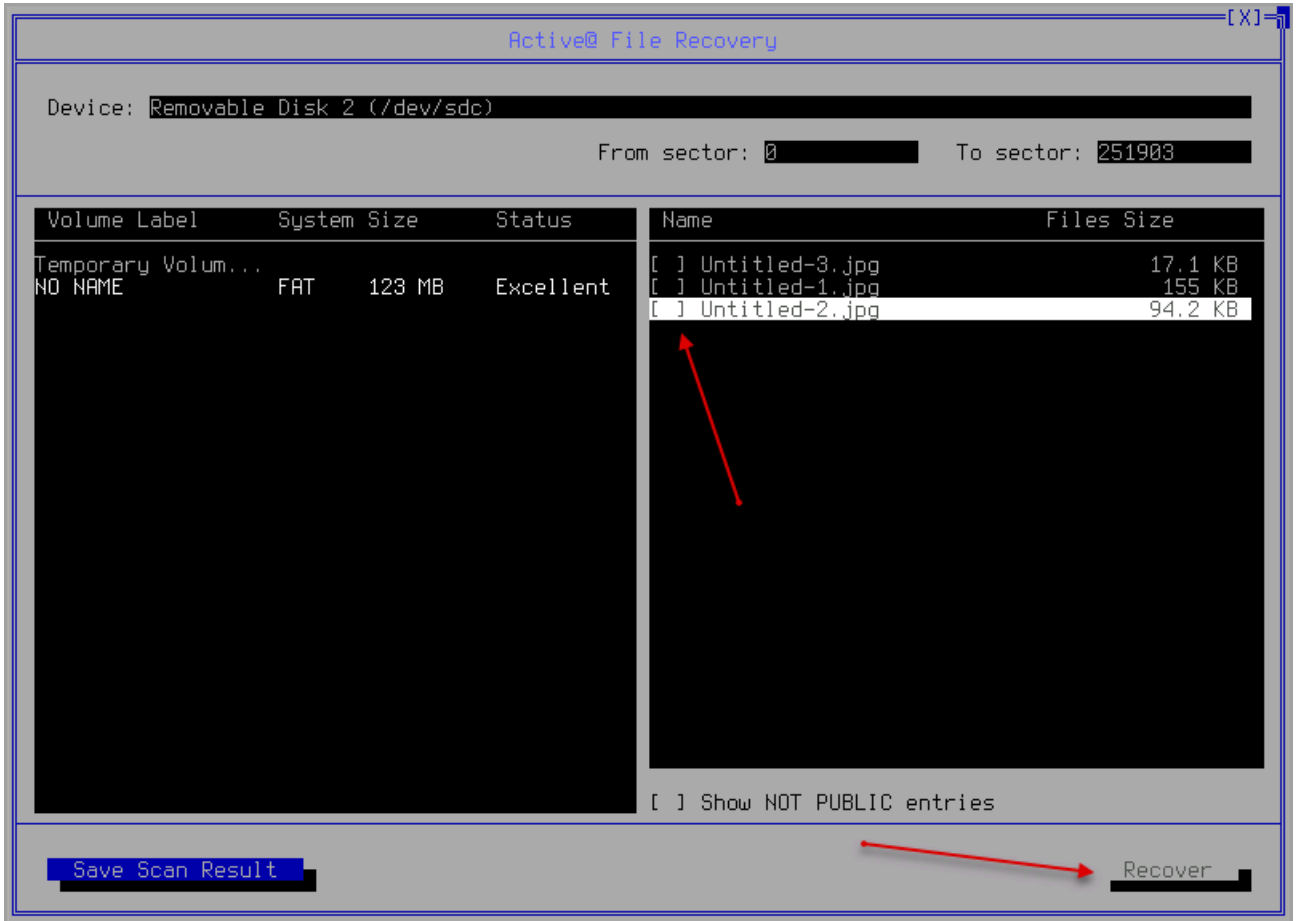 [X]
Active@ File Recovery
Device: Removable Disk 2 (/dev/sdc)
From sector: 0 To sector: 251903
Volume Label System Size Status
Temporary Volum...
NO NAME FAT 123 MB Excellent
Name Files Size
[ ] Untitled-3.jpg 17.1 KB
[ ] Untitled-1.jpg 155 KB
[ ] Untitled-2.jpg 94.2 KB
[ ] Show NOT PUBLIC entries
Save Scan Result Recover